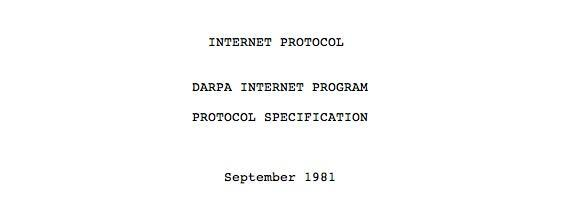 INTERNET PROTOCOL
DARPA INTERNET PROGRAM
PROTOCOL SPECIFICATION
September 1981